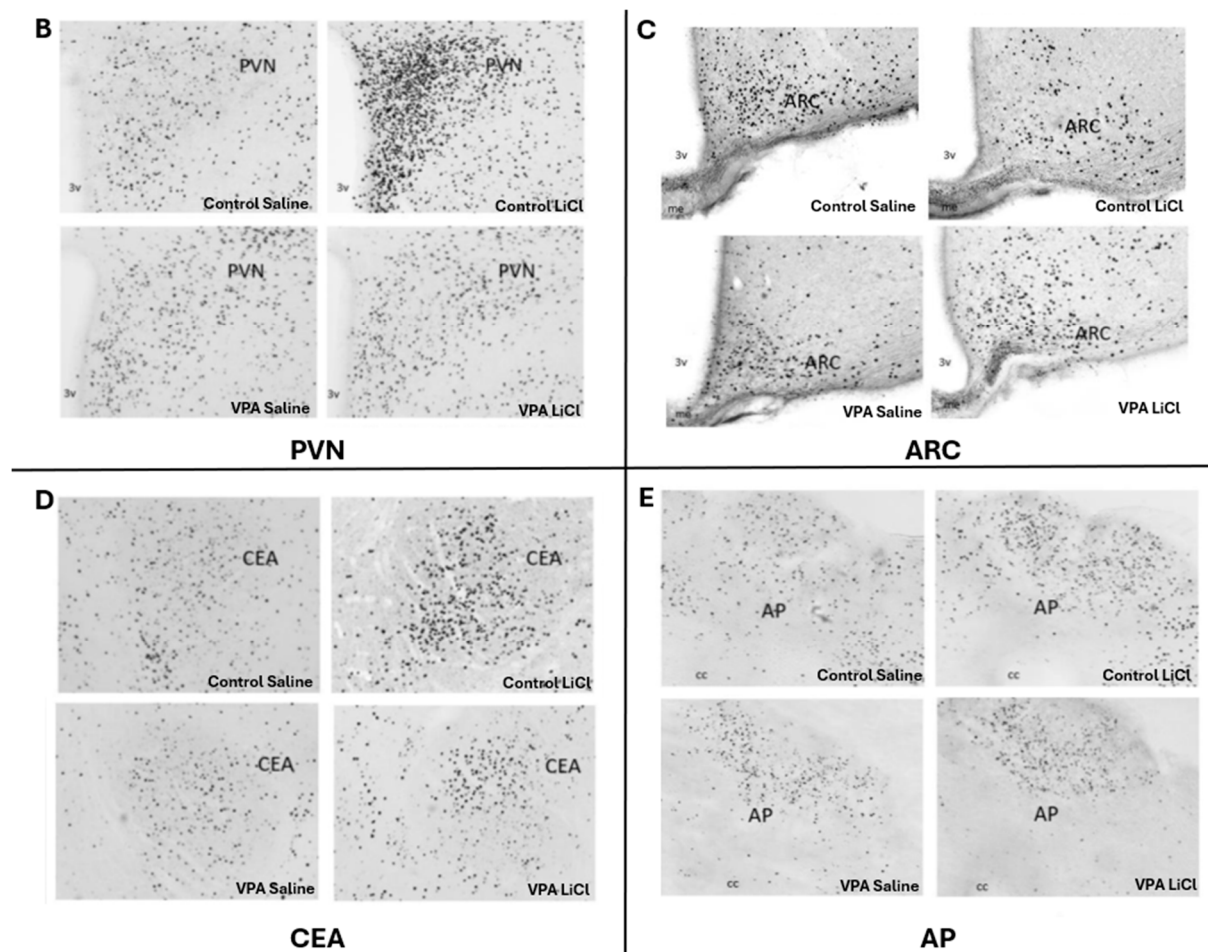 B
PVN
3v
Control Saline
PVN
Control LiCl
PVN
3v
VPA Saline
PVN
VPA LiCl
PVN
C
ARC
3v
me
Control Saline
ARC
3v
me
Control LiCl
ARC
3v
me
VPA Saline
ARC
3v
me
VPA LiCl
ARC
D
CEA
Control Saline
CEA
Control LiCl
CEA
VPA Saline
CEA
VPA LiCl
CEA
E
AP
cc
Control Saline
AP
cc
Control LiCl
AP
cc
VPA Saline
AP
cc
VPA LiCl
AP